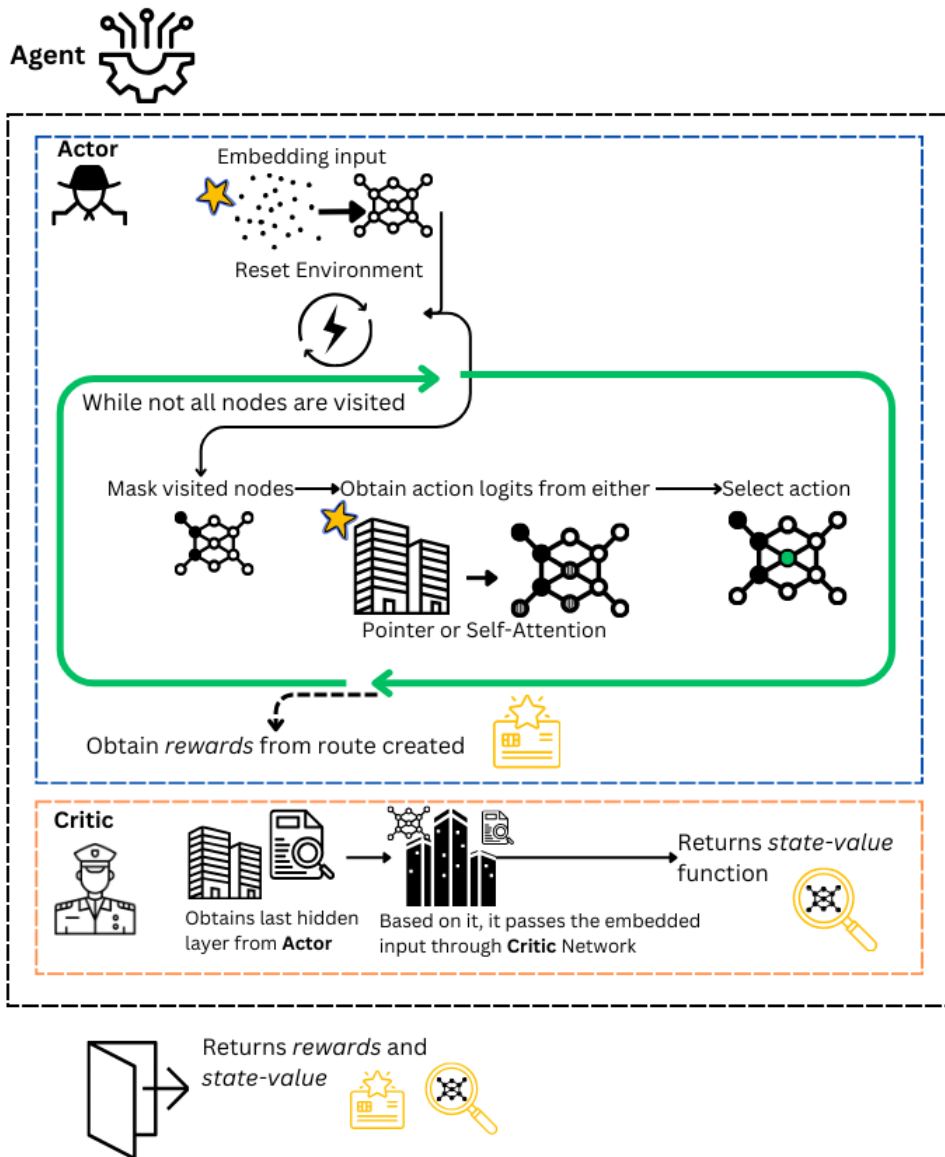 Agent
Actor
Embedding input
Reset Environment
While not all nodes are visited
Mask visited nodes
Obtain action logits from either
Select action
Pointer or Self-Attention
Obtain rewards from route created
Critic
Obtains last hidden
layer from Actor
Based on it, it passes the embedded
input through Critic Network
Returns state-value
function
Returns rewards and
state-value